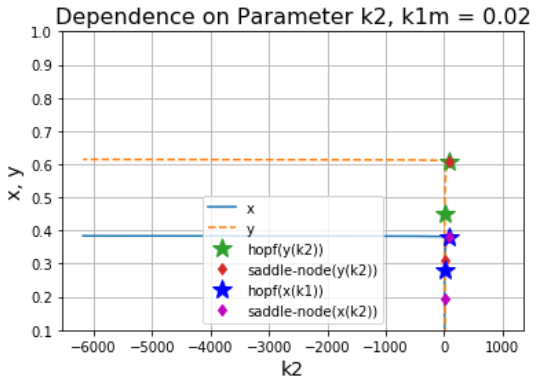 Dependence on Parameter k2, k1m = 0.02
1.0
0.9
0.8
0.7
0.6
0.5
0.4
0.3
0.2
0.1
x, y
x
y
hopf(y(k2))
saddle-node(y(k2))
hopf(x(k1))
saddle-node(x(k2))
−6000 −5000 −4000 −3000 −2000 −1000 0 1000
k2